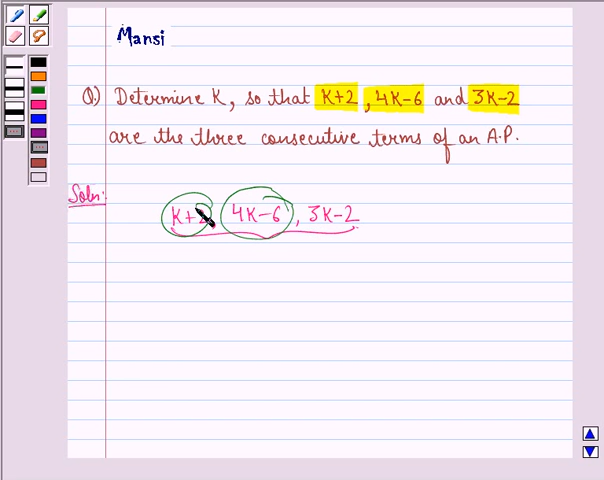 Mansi
Q.) Determine K, so that K+2, 4K-6 and 3K-2
are the three consecutive terms of an A.P.
Soln:
K+2, 4K-6, 3K-2